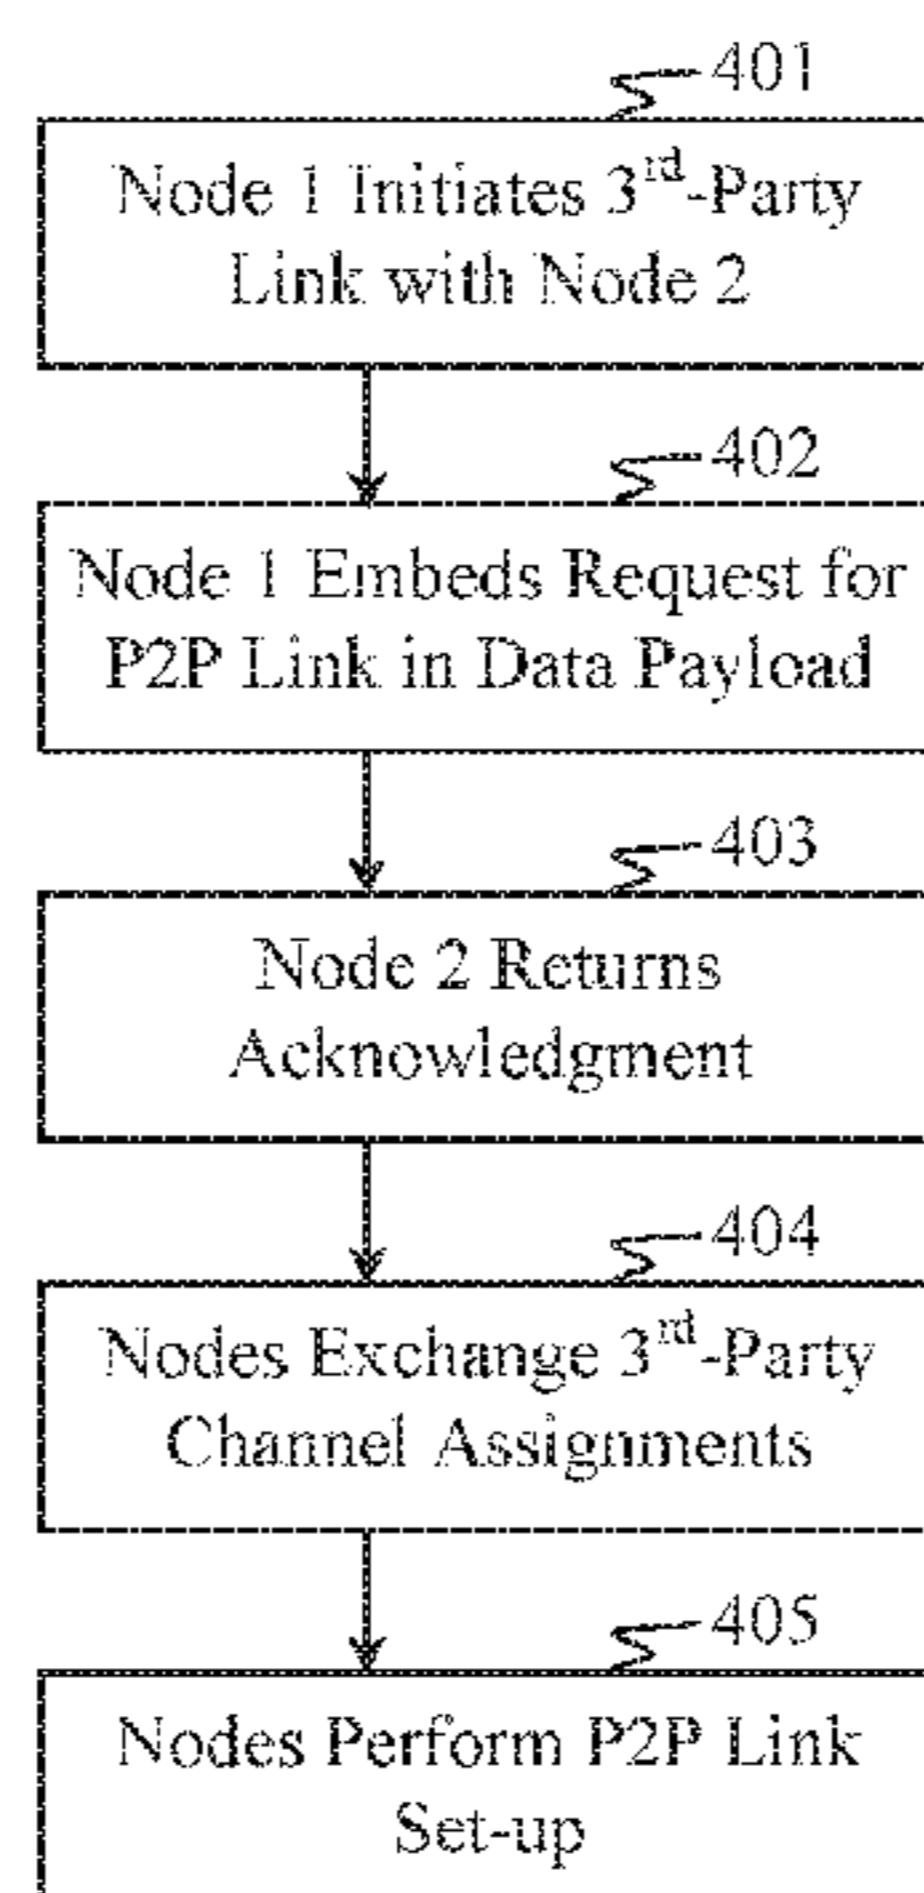 401
Node 1 Initiates 3rd-Party
Link with Node 2
402
Node 1 Embeds Request for
P2P Link in Data Payload
403
Node 2 Returns
Acknowledgment
404
Nodes Exchange 3rd-Party
Channel Assignments
405
Nodes Perform P2P Link
Set-up